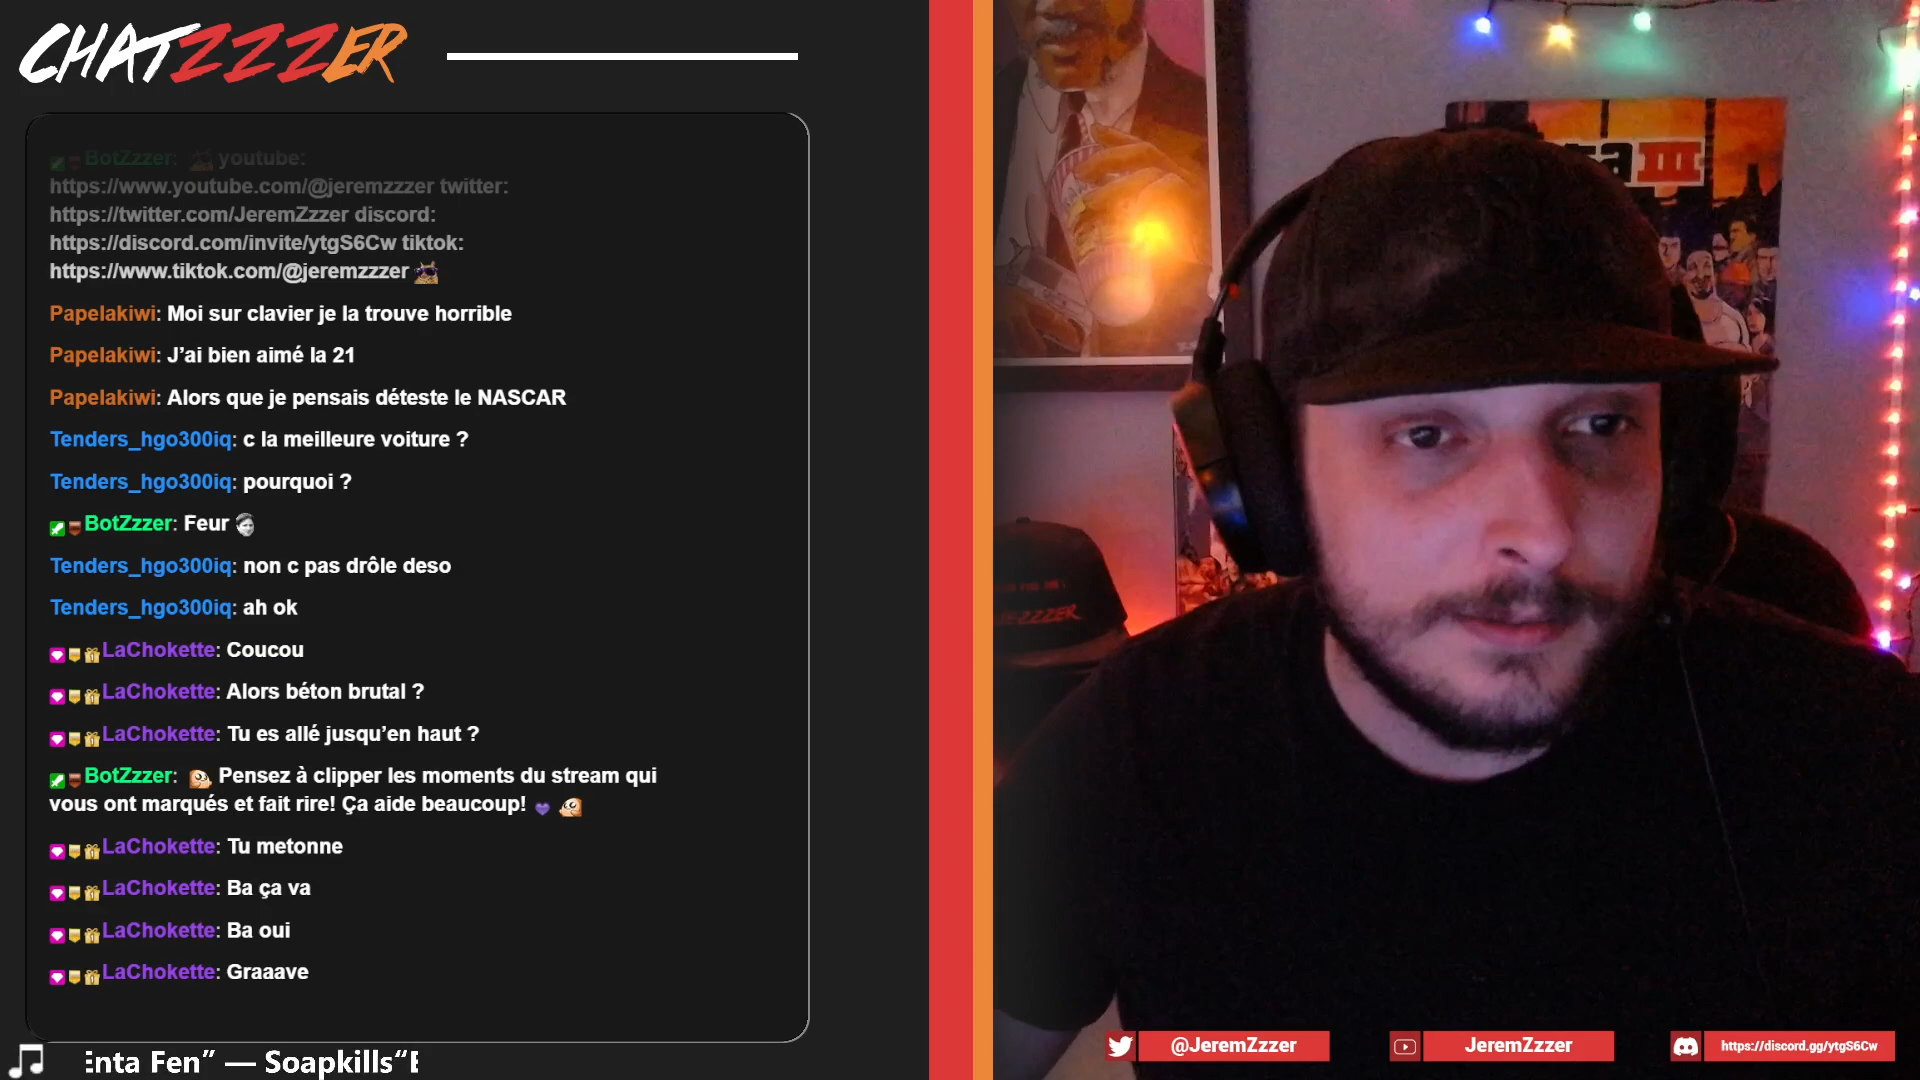 CHATZZZER
BotZzzer: youtube:
https://www.youtube.com/@jeremzzzer twitter:
https://twitter.com/JeremZzzer discord:
https://discord.com/invite/ytgS6Cw tiktok:
https://www.tiktok.com/@jeremzzzer
Papelakiwi: Moi sur clavier je la trouve horrible
Papelakiwi: J’ai bien aimé la 21
Papelakiwi: Alors que je pensais déteste le NASCAR
Tenders_hgo300iq: c la meilleure voiture ?
Tenders_hgo300iq: pourquoi ?
BotZzzer: Feur
Tenders_hgo300iq: non c pas drôle deso
Tenders_hgo300iq: ah ok
LaChokette: Coucou
LaChokette: Alors béton brutal ?
LaChokette: Tu es allé jusqu’en haut ?
BotZzzer: Pensez à clipper les moments du stream qui
vous ont marqués et fait rire! Ça aide beaucoup!
LaChokette: Tu metonne
LaChokette: Ba ça va
LaChokette: Ba oui
LaChokette: Graaave
Enta Fen” — Soapkills“E
III
@JeremZzzer
JeremZzzer
https://discord.gg/ytgS6Cw